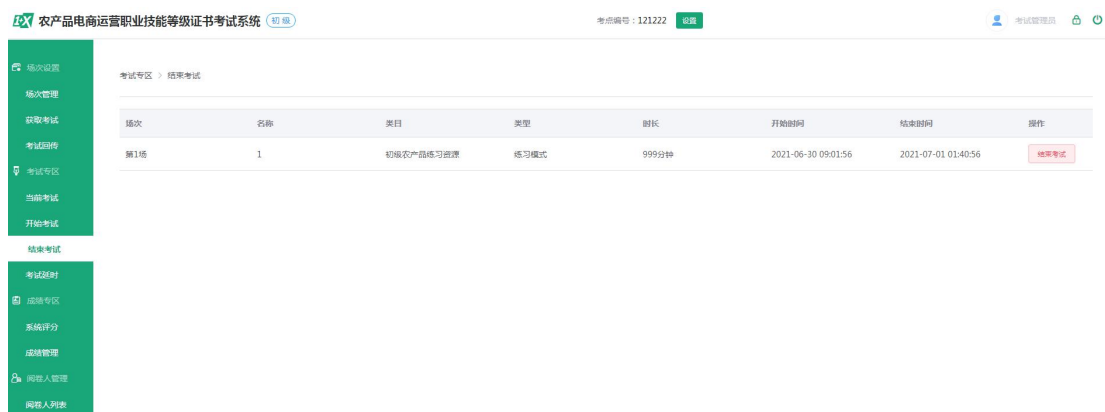 农产品电商运营职业技能等级证书考试系统 初级 考点编号：121222 设置 考试管理员
场次设置
场次管理
获取考试
考试回传
考试专区
当前考试
开始考试
结束考试
考试延时
成绩专区
系统评分
成绩管理
阅卷人管理
阅卷人列表
考试专区 > 结束考试
场次 名称 类目 类型 时长 开始时间 结束时间 操作
第1场 1 初级农产品练习资源 练习模式 999分钟 2021-06-30 09:01:56 2021-07-01 01:40:56 结束考试